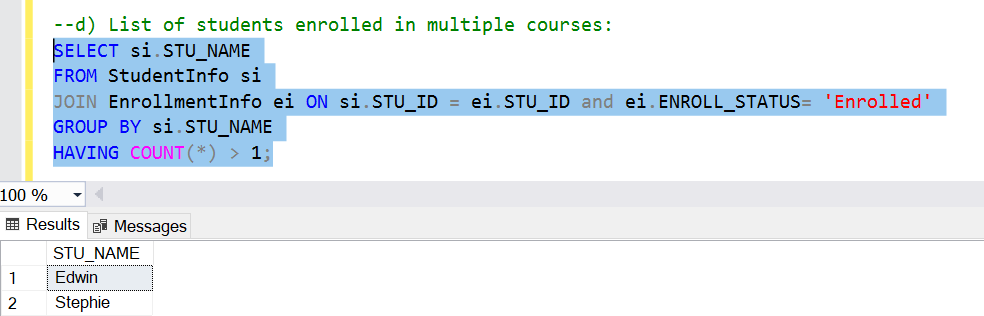 --d) List of students enrolled in multiple courses:
SELECT si.STU_NAME
FROM StudentInfo si
JOIN EnrollmentInfo ei ON si.STU_ID = ei.STU_ID and ei.ENROLL_STATUS= 'Enrolled'
GROUP BY si.STU_NAME
HAVING COUNT(*) > 1;
100 %
Results Messages
STU_NAME
1 Edwin
2 Stephie